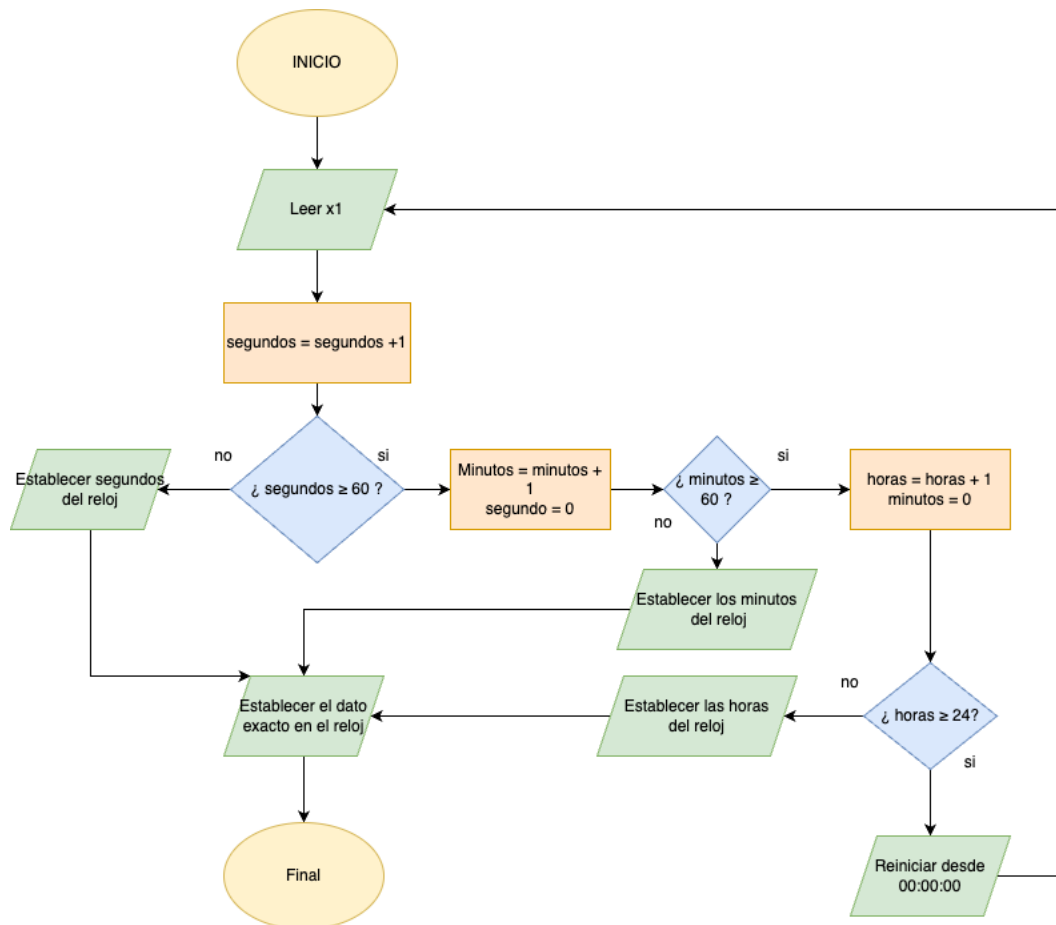 INICIO
Leer x1
segundos = segundos +1
no
si
¿ segundos ≥ 60 ?
Establecer segundos
del reloj
Minutos = minutos +
1
segundo = 0
¿ minutos ≥
60 ?
si
no
horas = horas + 1
minutos = 0
Establecer los minutos
del reloj
Establecer el dato
exacto en el reloj
Establecer las horas
del reloj
no
¿ horas ≥ 24?
si
Final
Reiniciar desde
00:00:00